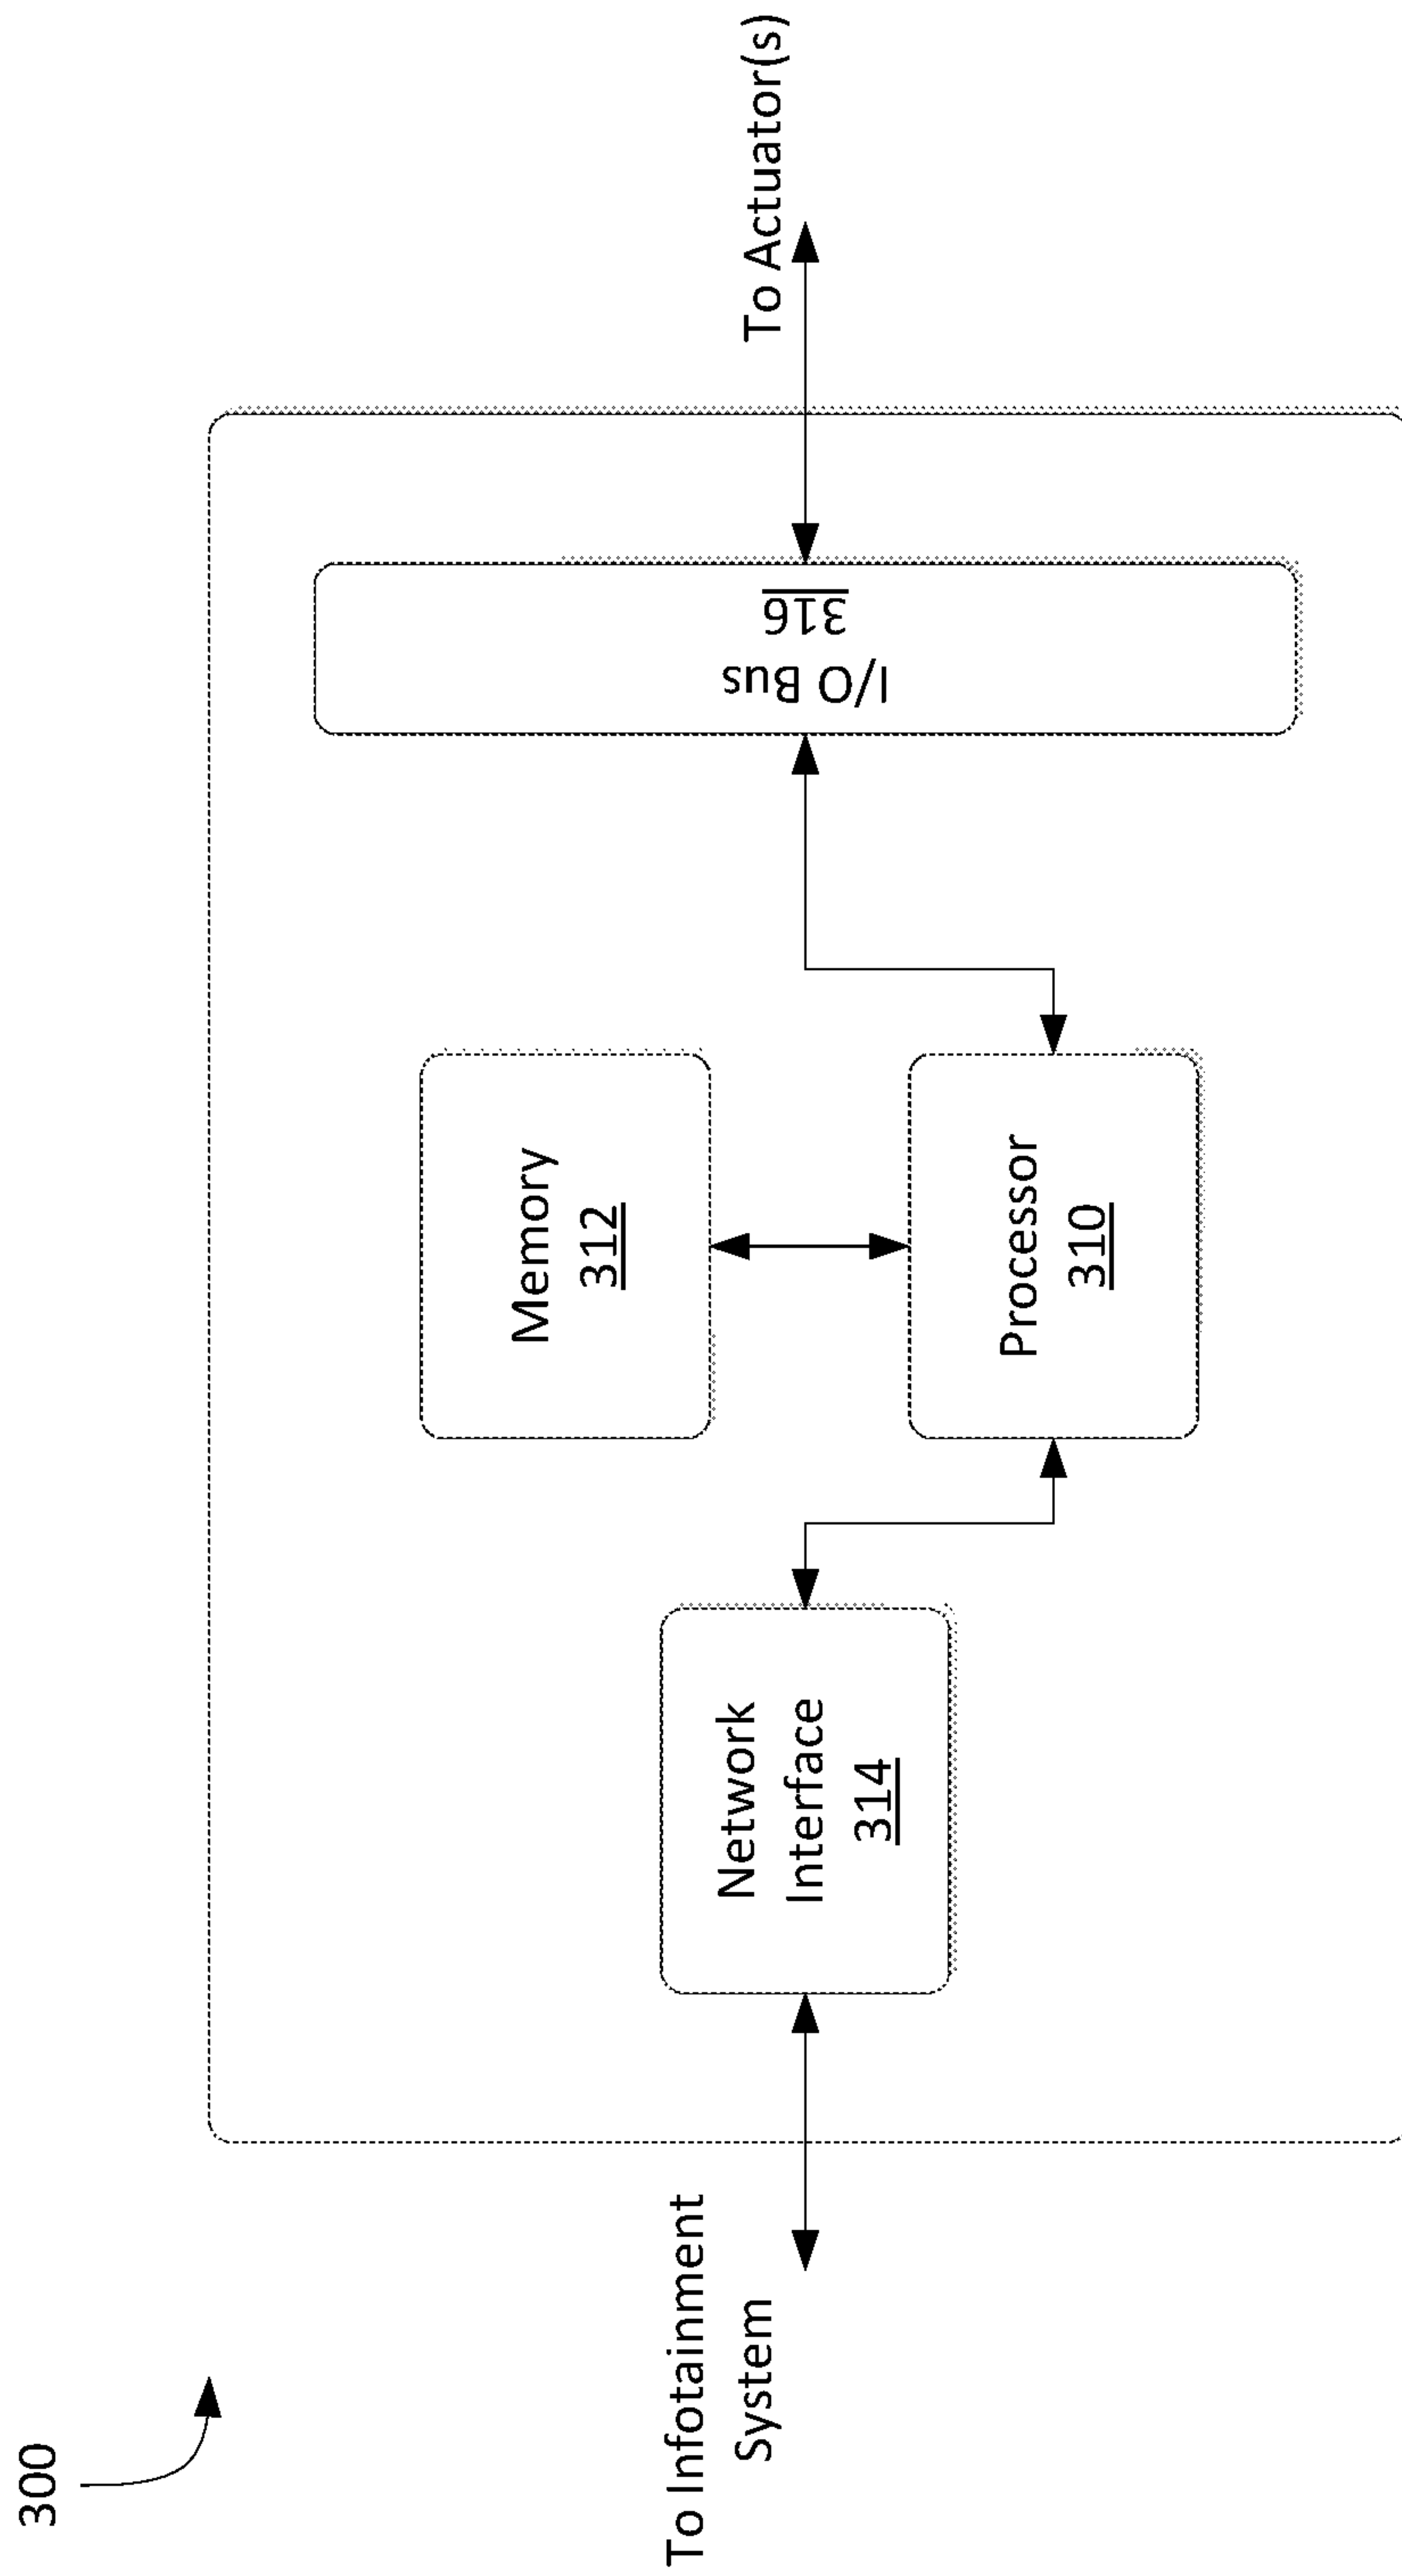 300
To Infotainment
System
Network
Interface
314
Memory
312
Processor
310
I/O Bus
316
To Actuator(s)